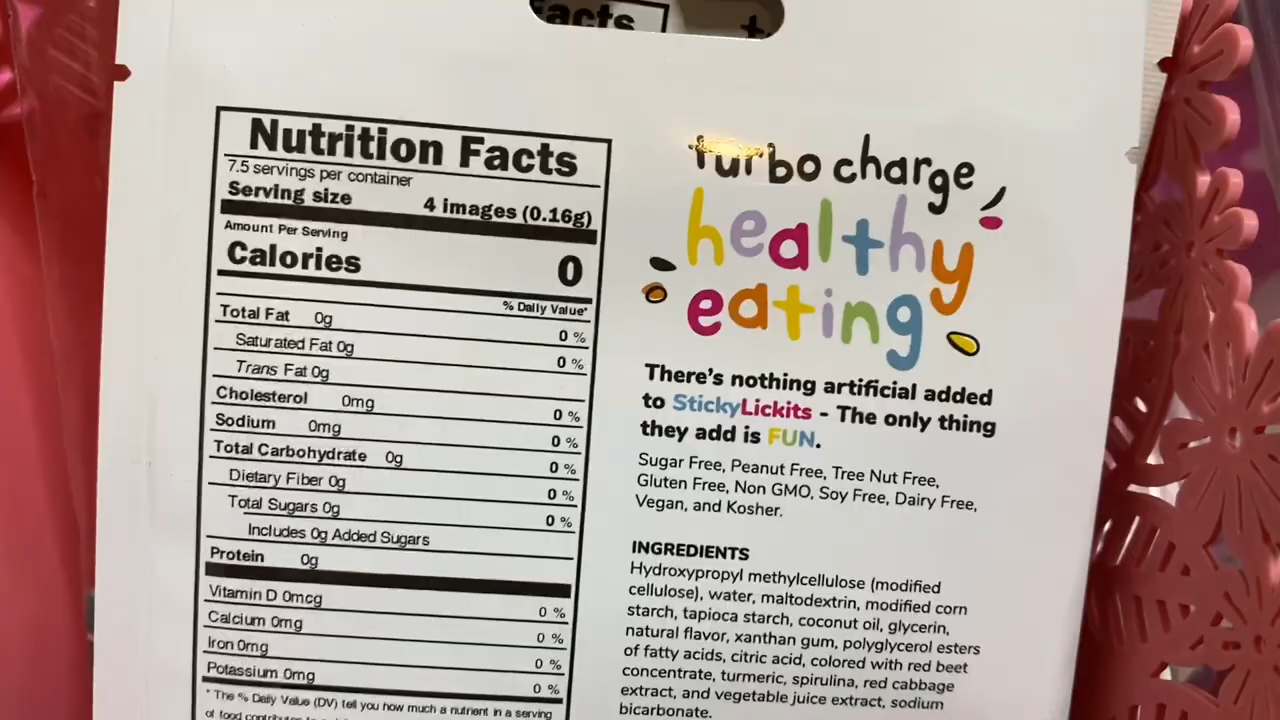 acts
Nutrition Facts
7.5 servings per container
Serving size 4 images (0.16g)
Amount Per Serving
Calories 0
% Daily Value*
Total Fat 0g 0 %
Saturated Fat 0g 0 %
Trans Fat 0g
Cholesterol 0mg 0 %
Sodium 0mg 0 %
Total Carbohydrate 0g 0 %
Dietary Fiber 0g 0 %
Total Sugars 0g 0 %
Includes 0g Added Sugars
Protein 0g
Vitamin D 0mcg 0 %
Calcium 0mg 0 %
Iron 0mg 0 %
Potassium 0mg 0 %
* The % Daily Value (DV) tell you how much a nutrient in a serving
of food
turbo charge
healthy
eating
There's nothing artificial added
to StickyLickits - The only thing
they add is FUN.
Sugar Free, Peanut Free, Tree Nut Free,
Gluten Free, Non GMO, Soy Free, Dairy Free,
Vegan, and Kosher.
INGREDIENTS
Hydroxypropyl methylcellulose (modified
cellulose), water, maltodextrin, modified corn
starch, tapioca starch, coconut oil, glycerin,
natural flavor, xanthan gum, polyglycerol esters
of fatty acids, citric acid, colored with red beet
concentrate, turmeric, spirulina, red cabbage
extract, and vegetable juice extract, sodium
bicarbonate.